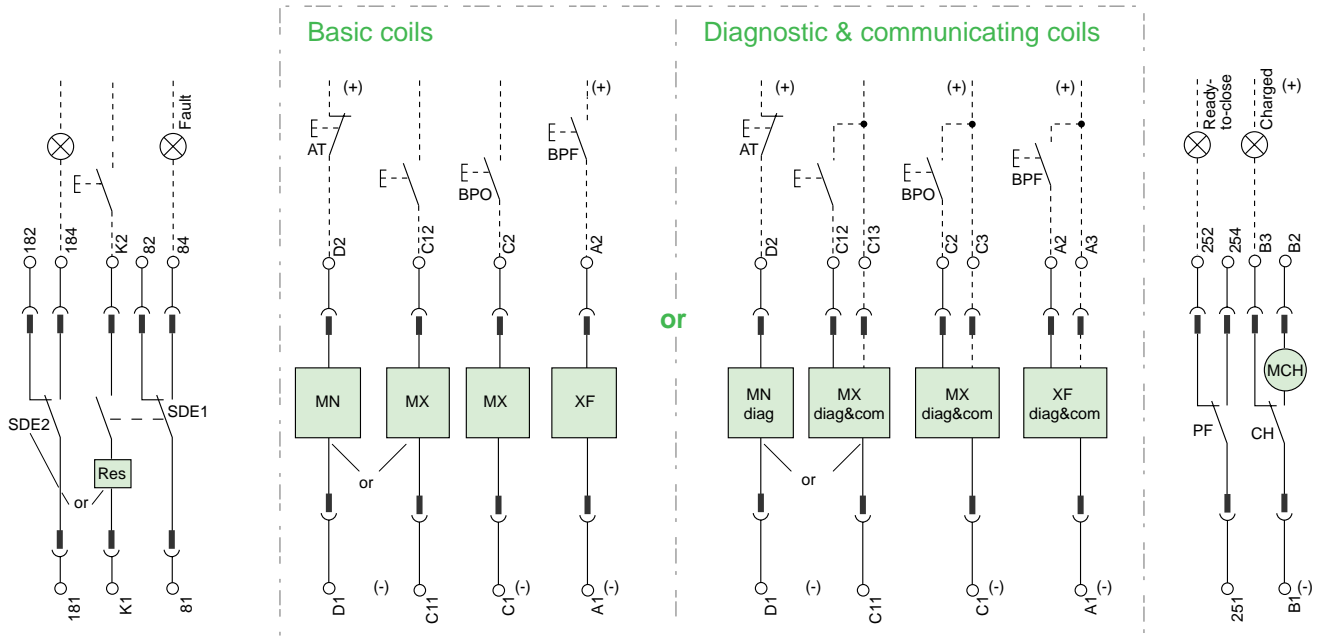 Basic coils
Diagnostic & communicating coils
Fault
(+)
(+)
(+)
(+)
(+)
Ready-
to-close
Charged
(+)
AT
BPF
BPO
AT
BPO
BPF
182
184
K2
82
84
D2
C12
C2
A2
D2
C12
C13
C2
C3
A2
A3
252
254
B3
B2
or
MCH
MN
MX
MX
XF
MN
diag
MX
diag&com
MX
diag&com
XF
diag&com
SDE1
SDE2
PF
CH
Res
or
or
or
181
K1
81
D1
(-)
C11
C1
(-)
A1
(-)
D1
(-)
C11
C1
(-)
A1
(-)
251
B1
(-)